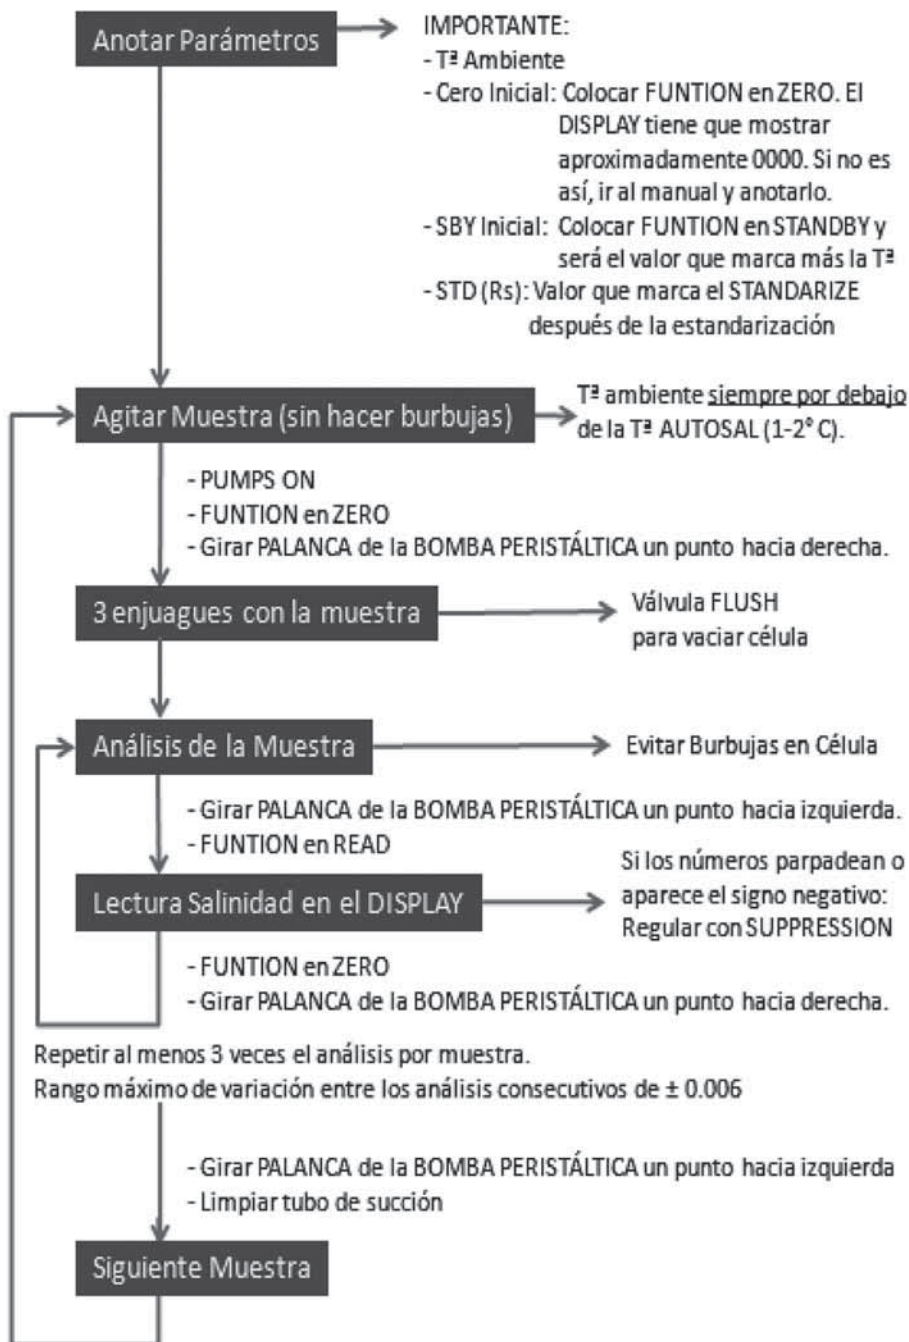 Anotar Parámetros
IMPORTANTE:
- Tª Ambiente
- Cero Inicial: Colocar FUNTION en ZERO. El
DISPLAY tiene que mostrar
aproximadamente 0000. Si no es
así, ir al manual y anotarlo.
- SBY Inicial: Colocar FUNTION en STANDBY y
será el valor que marca más la Tª
- STD (Rs): Valor que marca el STANDARIZE
después de la estandarización
Agitar Muestra (sin hacer burbujas)
Tª ambiente siempre por debajo
de la Tª AUTOSAL (1-2° C).
- PUMPS ON
- FUNTION en ZERO
- Girar PALANCA de la BOMBA PERISTÁLTICA un punto hacia derecha.
3 enjuagues con la muestra
Válvula FLUSH
para vaciar célula
Análisis de la Muestra
Evitar Burbujas en Célula
- Girar PALANCA de la BOMBA PERISTÁLTICA un punto hacia izquierda.
- FUNTION en READ
Lectura Salinidad en el DISPLAY
Si los números parpadean o
aparece el signo negativo:
Regular con SUPPRESSION
- FUNTION en ZERO
- Girar PALANCA de la BOMBA PERISTÁLTICA un punto hacia derecha.
Repetir al menos 3 veces el análisis por muestra.
Rango máximo de variación entre los análisis consecutivos de ± 0.006
- Girar PALANCA de la BOMBA PERISTÁLTICA un punto hacia izquierda
- Limpiar tubo de succión
Siguiente Muestra